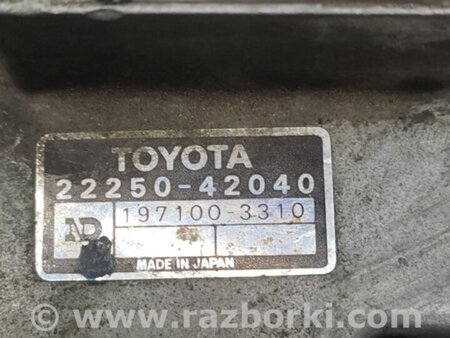 TOYOTA
22250-42040
ND 197100-3310
MADE IN JAPAN
© www.razborki.com